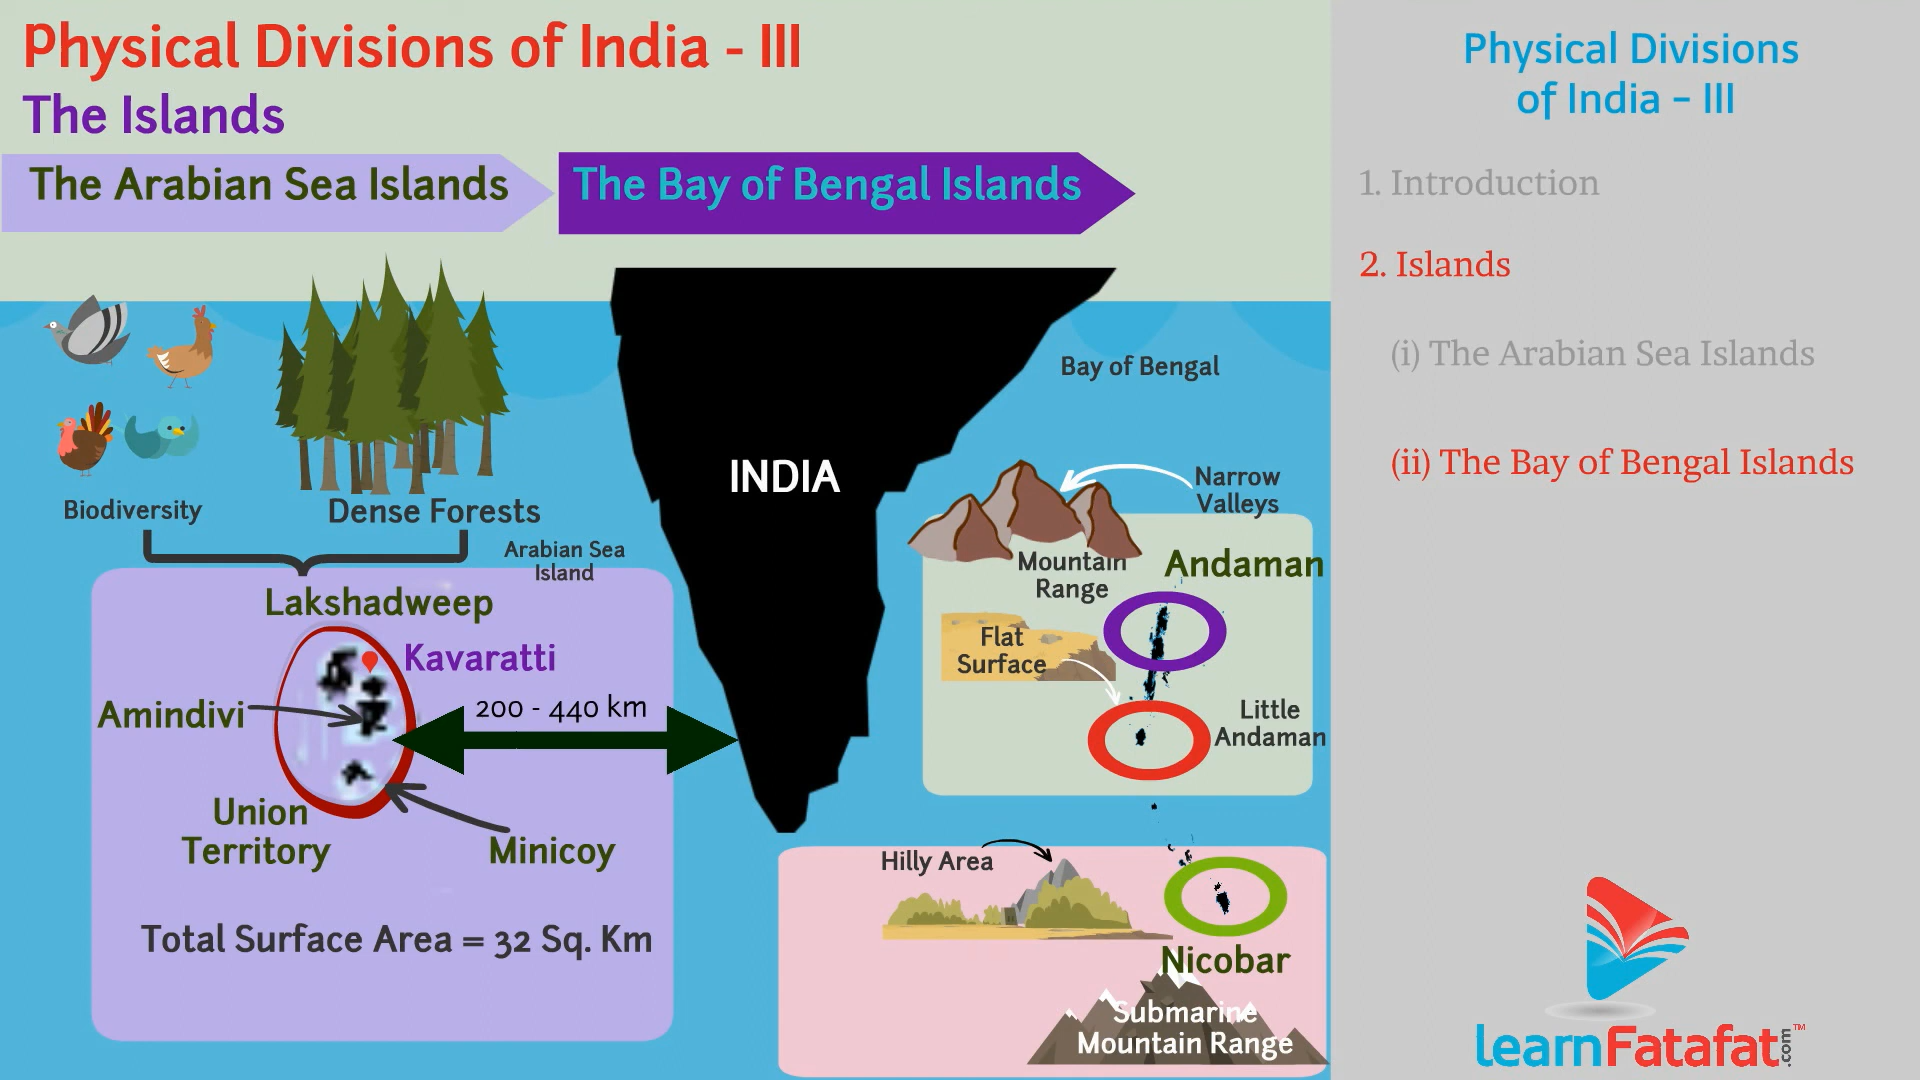 Physical Divisions of India - III
The Islands
The Arabian Sea Islands
The Bay of Bengal Islands
Biodiversity
Dense Forests
Arabian Sea
Island
Lakshadweep
Kavaratti
Amindivi
200 - 440 km
Union
Territory
Minicoy
Total Surface Area = 32 Sq. Km
INDIA
Bay of Bengal
Narrow
Valleys
Mountain
Range
Andaman
Flat
Surface
Little
Andaman
Hilly Area
Nicobar
Submarine
Mountain Range
Physical Divisions
of India – III
1. Introduction
2. Islands
(i) The Arabian Sea Islands
(ii) The Bay of Bengal Islands
learnFatafat.com™